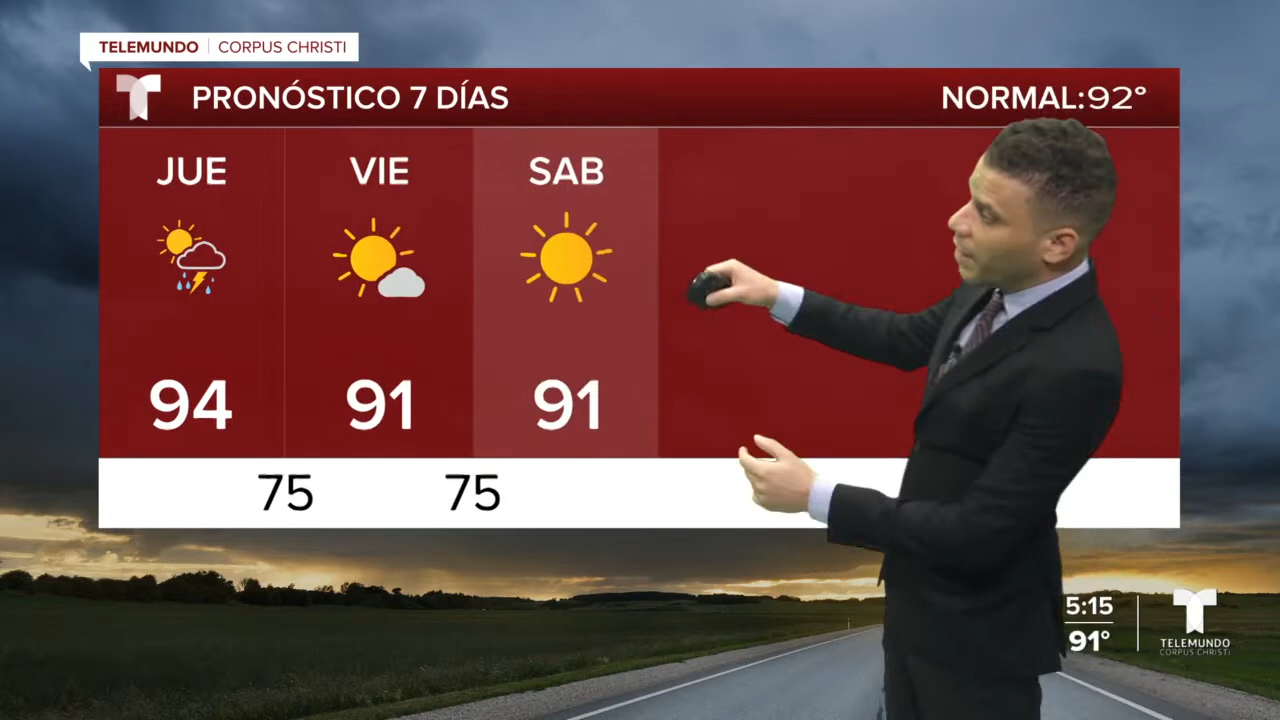 TELEMUNDO | CORPUS CHRISTI
PRONÓSTICO 7 DÍAS
NORMAL:92°
JUE VIE SAB
94 91 91
75 75
5:15
91°
TELEMUNDO
CORPUS CHRISTI